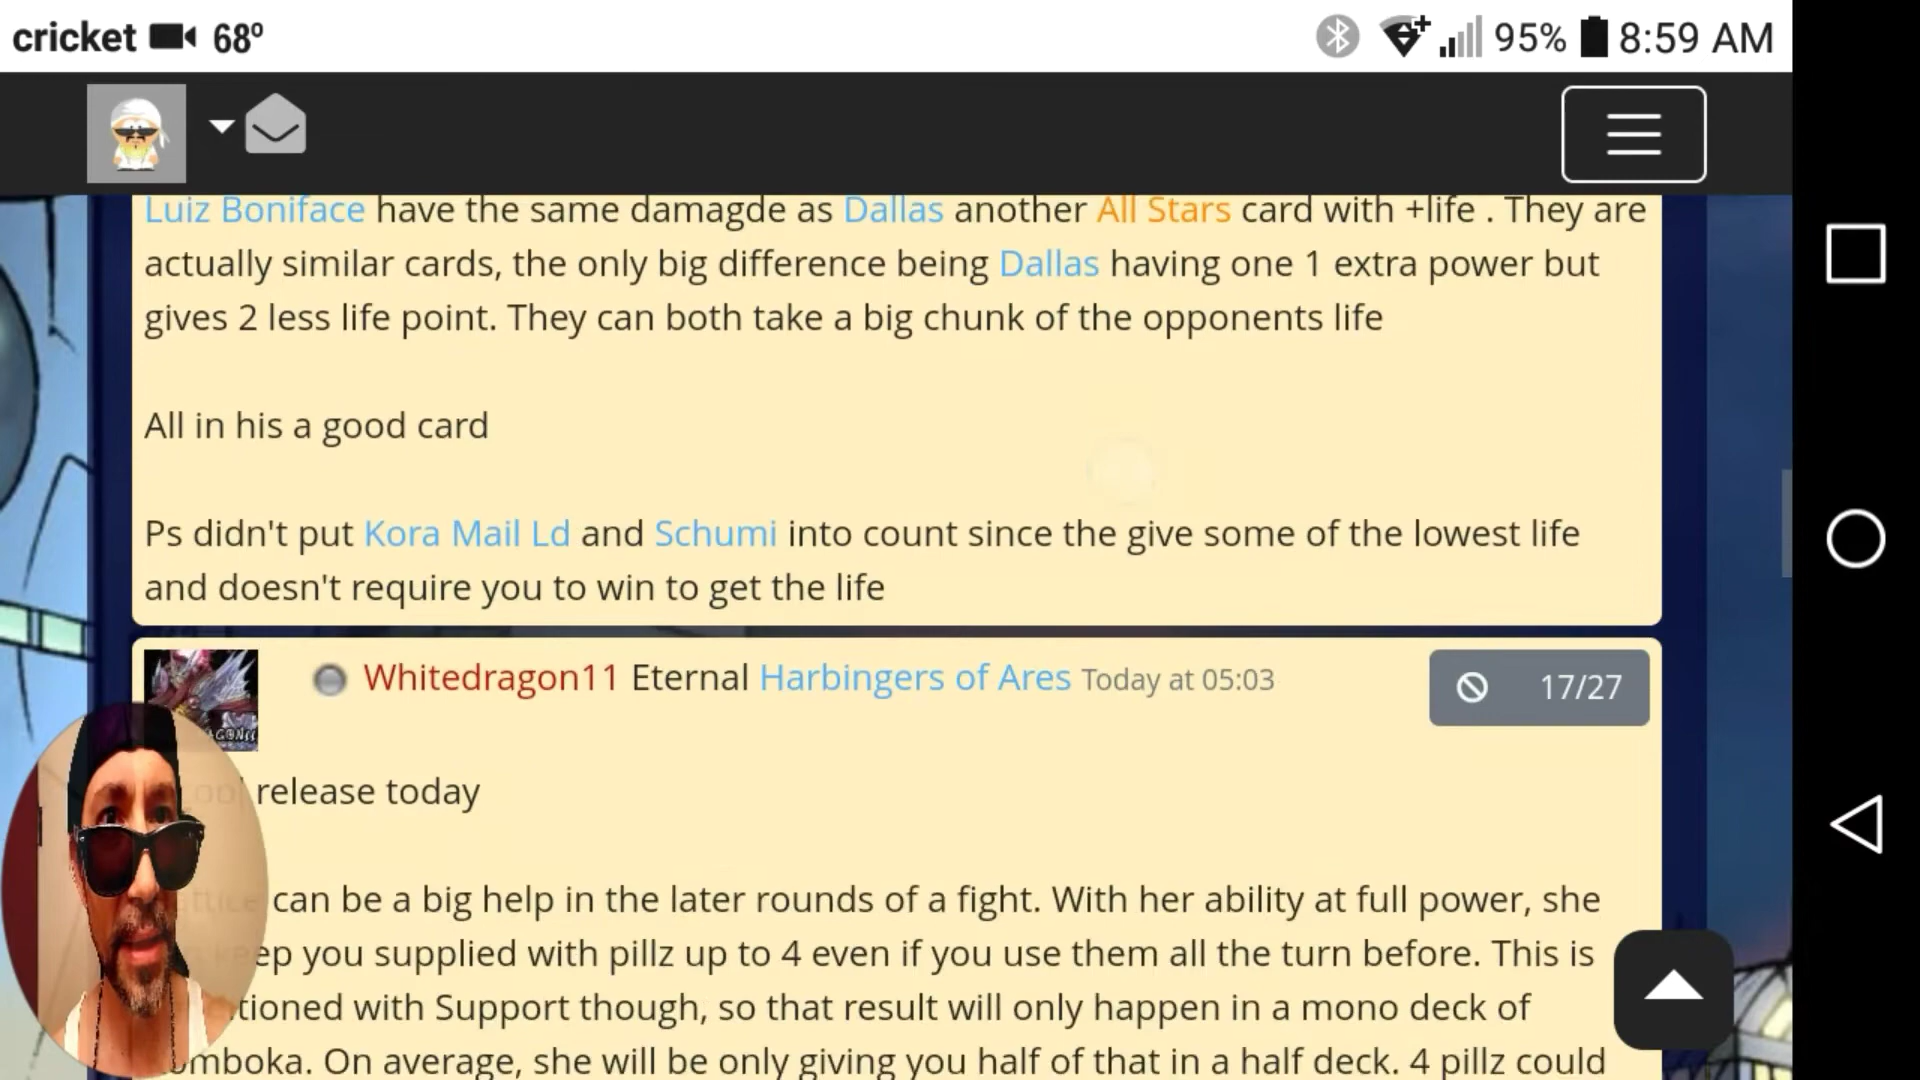 cricket 68º 95% 8:59 AM
Luiz Boniface have the same damagde as Dallas another All Stars card with +life . They are
actually similar cards, the only big difference being Dallas having one 1 extra power but
gives 2 less life point. They can both take a big chunk of the opponents life
All in his a good card
Ps didn't put Kora Mail Ld and Schumi into count since the give some of the lowest life
and doesn't require you to win to get the life
Whitedragon11 Eternal Harbingers of Ares Today at 05:03 17/27
release today
can be a big help in the later rounds of a fight. With her ability at full power, she
ep you supplied with pillz up to 4 even if you use them all the turn before. This is
tioned with Support though, so that result will only happen in a mono deck of
omboka. On average, she will be only giving you half of that in a half deck. 4 pillz could